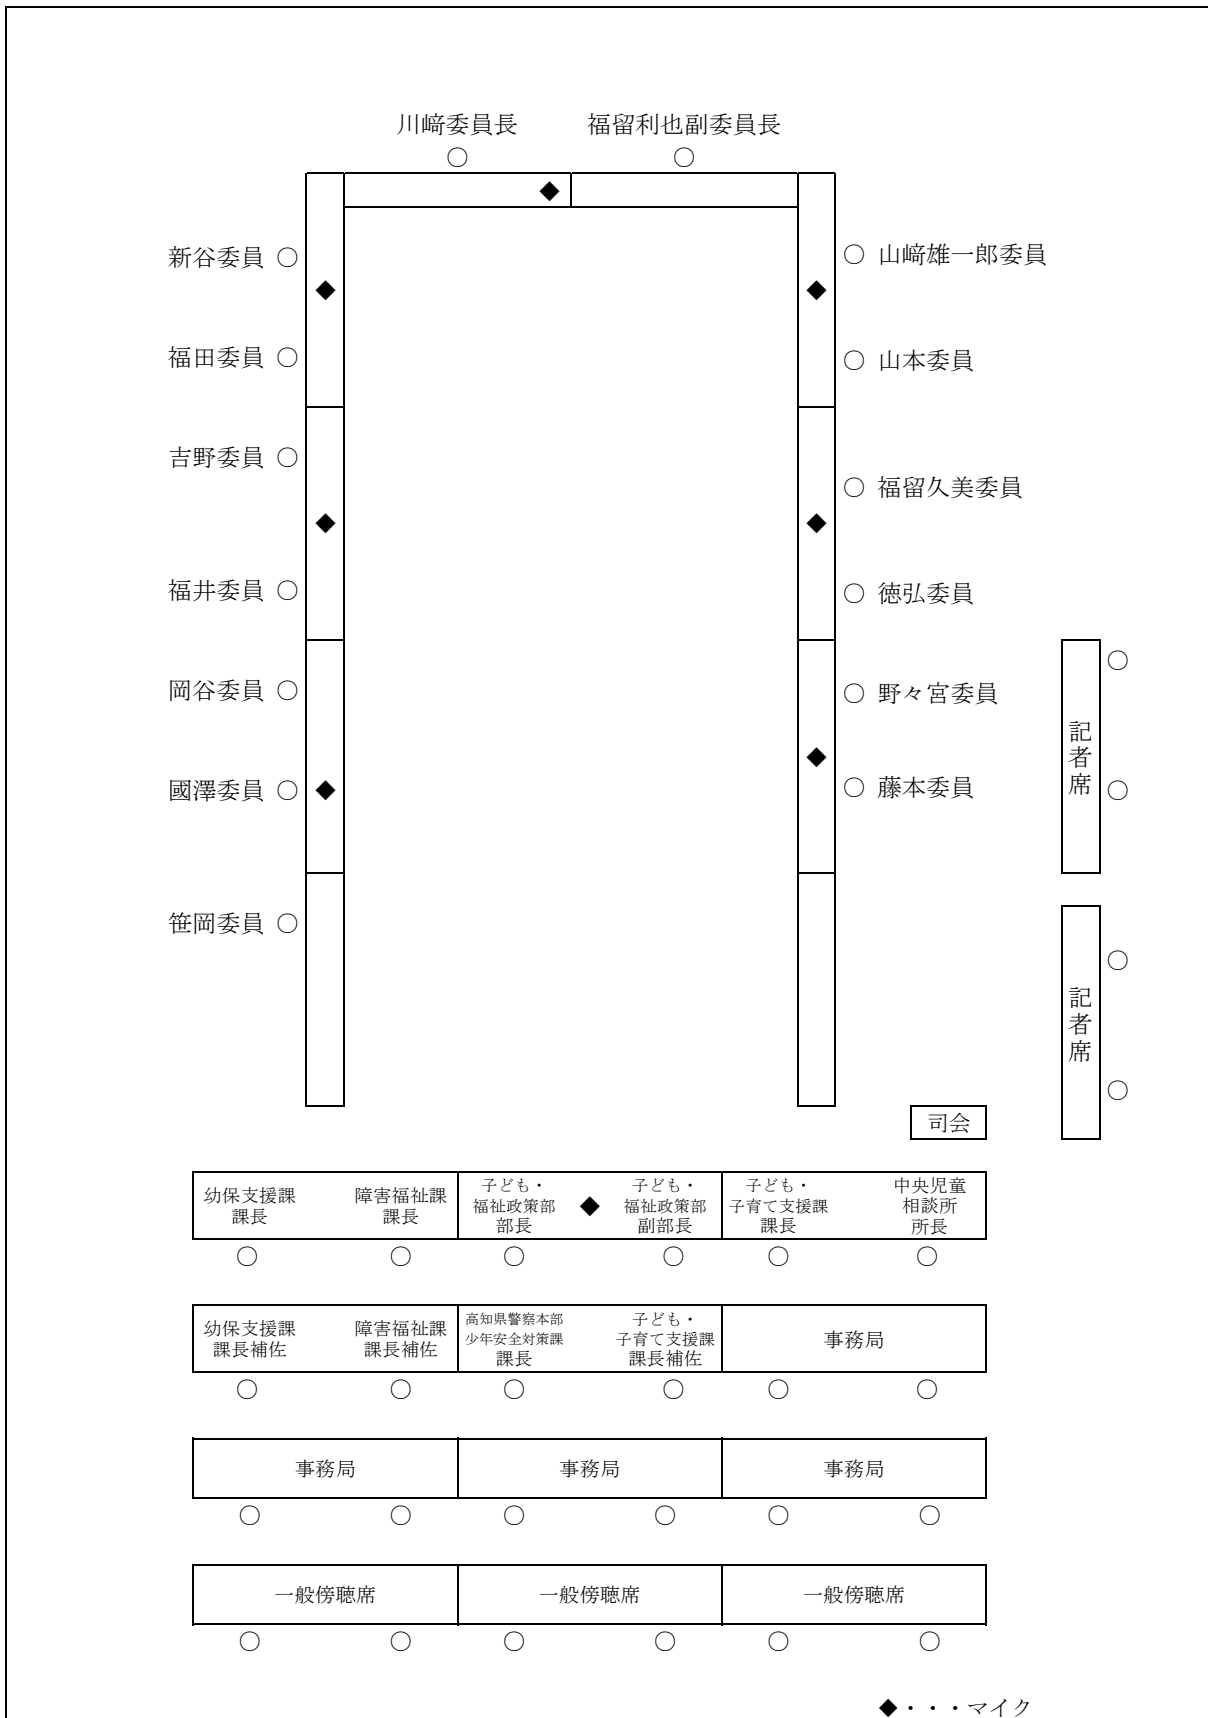 川﨑委員長
福留利也副委員長
新谷委員
山﨑雄一郎委員
福田委員
山本委員
吉野委員
福留久美委員
福井委員
徳弘委員
岡谷委員
野々宮委員
國澤委員
藤本委員
笹岡委員
記者席
記者席
司会
幼保支援課
課長
障害福祉課
課長
子ども・
福祉政策部
部長
子ども・
福祉政策部
副部長
子ども・
子育て支援課
課長
中央児童
相談所
所長
幼保支援課
課長補佐
障害福祉課
課長補佐
高知県警察本部
少年安全対策課
課長
子ども・
子育て支援課
課長補佐
事務局
事務局
事務局
事務局
一般傍聴席
一般傍聴席
一般傍聴席
◆・・・マイク